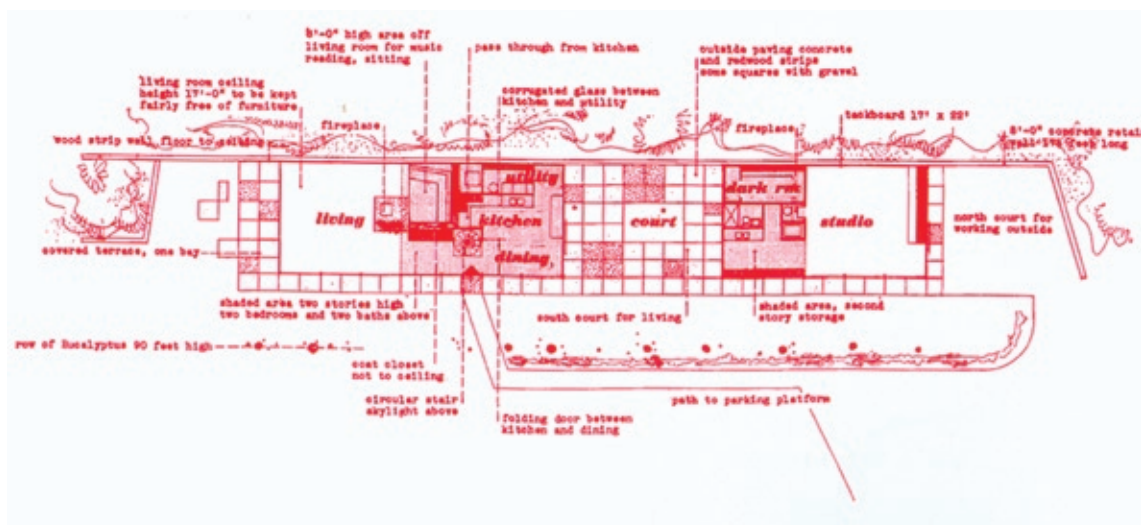 8'-0" high area off
living room for music
reading, sitting
pass through from kitchen
outside paving concrete
and redwood strips
some squares with gravel
living room ceiling
height 17'-0" to be kept
fairly free of furniture
corrugated glass between
kitchen and utility
fireplace
fireplace
tackboard 17' x 22'
wood strip wall floor to ceiling
8'-0" concrete retain
wall 175 feet long
utility
dark rm
living
kitchen
court
studio
north court for
working outside
dining
covered terrace, one bay
shaded area two stories high
two bedrooms and two baths above
south court for living
shaded area, second
story storage
row of Eucalyptus 90 feet high
coat closet
not to ceiling
circular stair
skylight above
path to parking platform
folding door between
kitchen and dining